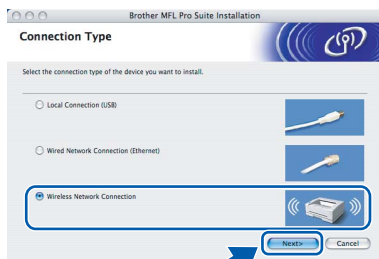 Brother MFL Pro Suite Installation
Connection Type
Select the connection type of the device you want to install.
Local Connection (USB)
Wired Network Connection (Ethernet)
Wireless Network Connection
Next> Cancel